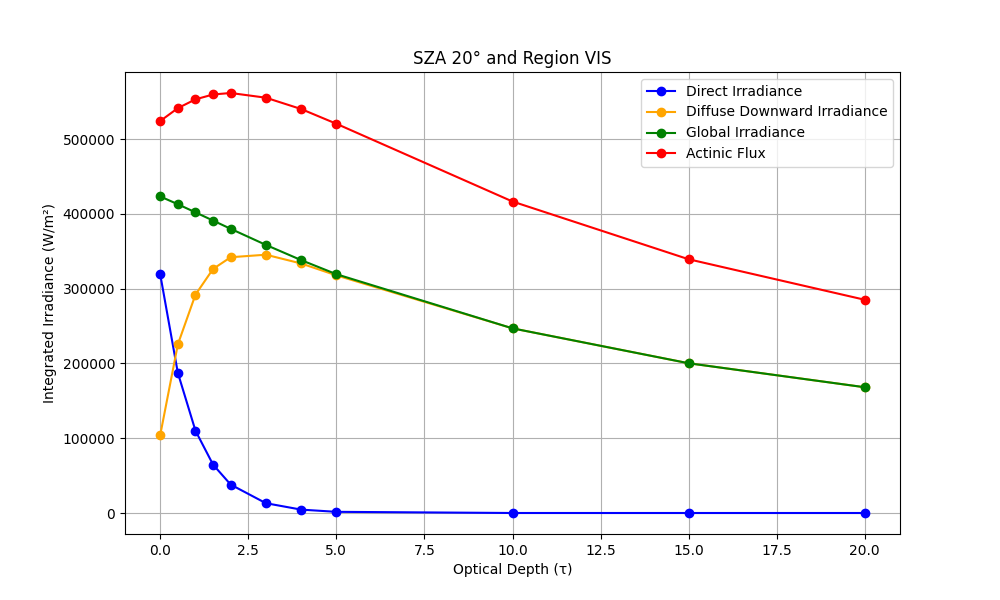 SZA 20° and Region VIS
Direct Irradiance
Diffuse Downward Irradiance
Global Irradiance
Actinic Flux
Integrated Irradiance (W/m²)
500000
400000
300000
200000
100000
0
0.0 2.5 5.0 7.5 10.0 12.5 15.0 17.5 20.0
Optical Depth (τ)